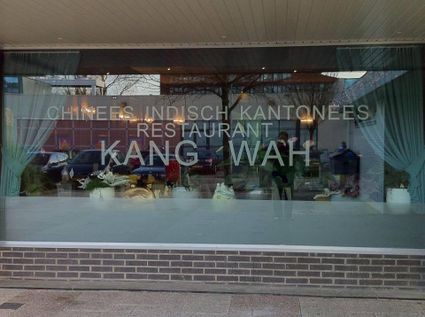 CHINEES INDISCH KANTONEES
RESTAURANT
KANG WAH